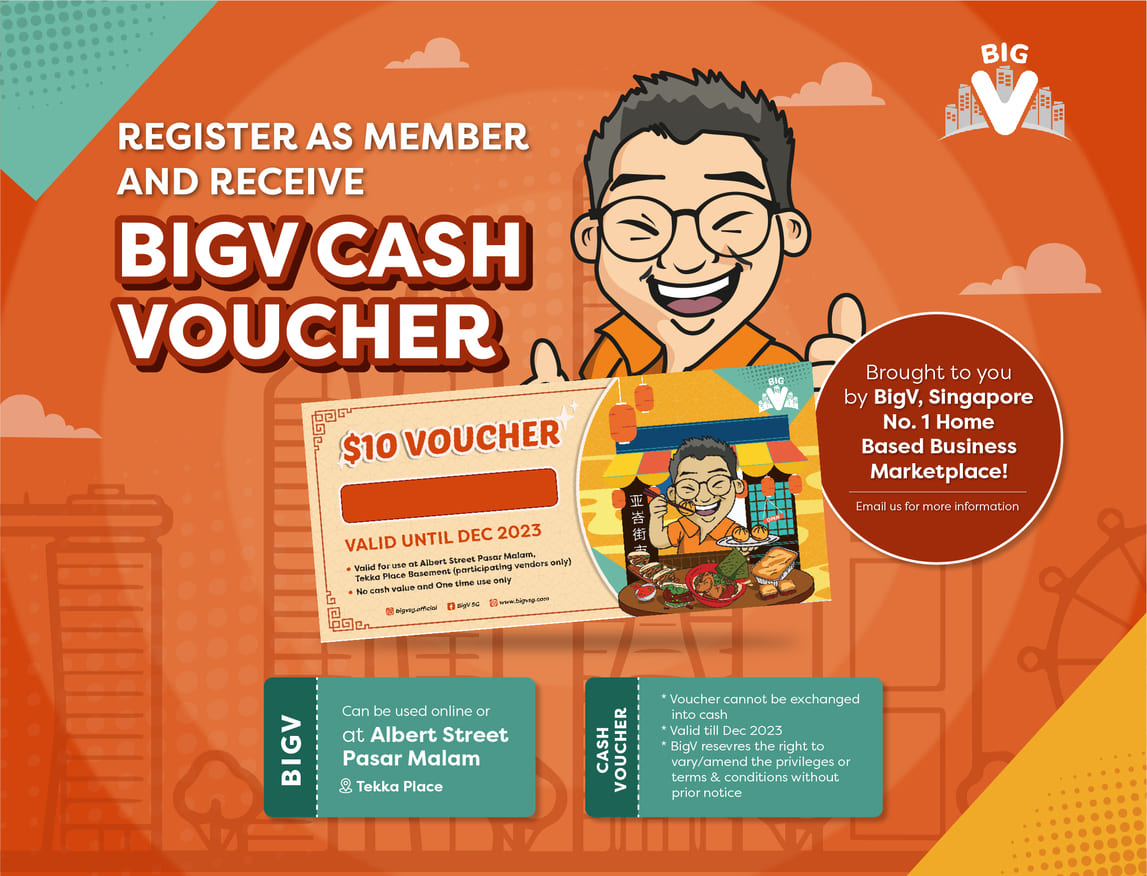 BIG
V
REGISTER AS MEMBER
AND RECEIVE
BIGV CASH
VOUCHER
$10 VOUCHER
VALID UNTIL DEC 2023
• Valid for use at Albert Street Pasar Malam,
Tekka Place Basement (participating vendors only)
• No cash value and One time use only
bigvsg.official
BigV SG
www.bigvsg.com
BIG
V
亚峇街
Brought to you
by BigV, Singapore
No. 1 Home
Based Business
Marketplace!
Email us for more information
BIGV
Can be used online or
at Albert Street
Pasar Malam
Tekka Place
CASH
VOUCHER
* Voucher cannot be exchanged
into cash
* Valid till Dec 2023
* BigV resevres the right to
vary/amend the privileges or
terms & conditions without
prior notice